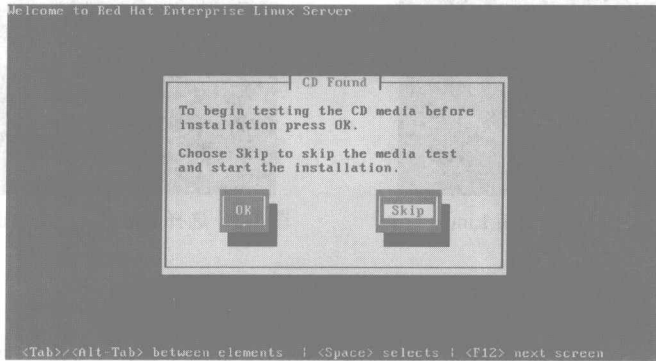 Welcome to Red Hat Enterprise Linux Server
CD Found
To begin testing the CD media before
installation press OK.
Choose Skip to skip the media test
and start the installation.
OK
Skip
<Tab>/<Alt-Tab> between elements | <Space> selects | <F12> next screen